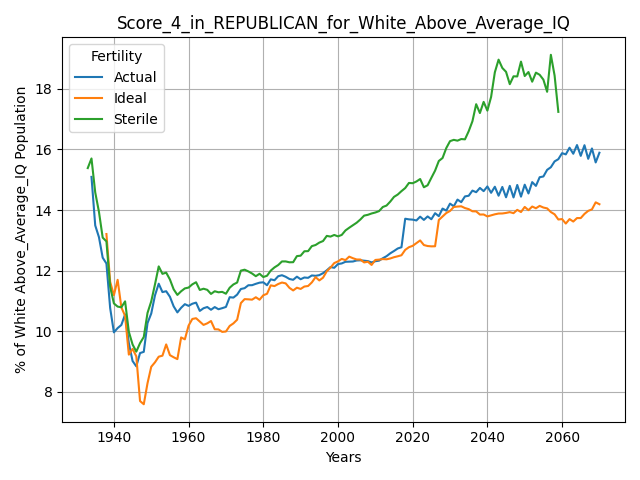 Score_4_in_REPUBLICAN_for_White_Above_Average_IQ
Fertility
Actual
Ideal
Sterile
% of White Above_Average_IQ Population
18
16
14
12
10
8
1940 1960 1980 2000 2020 2040 2060
Years